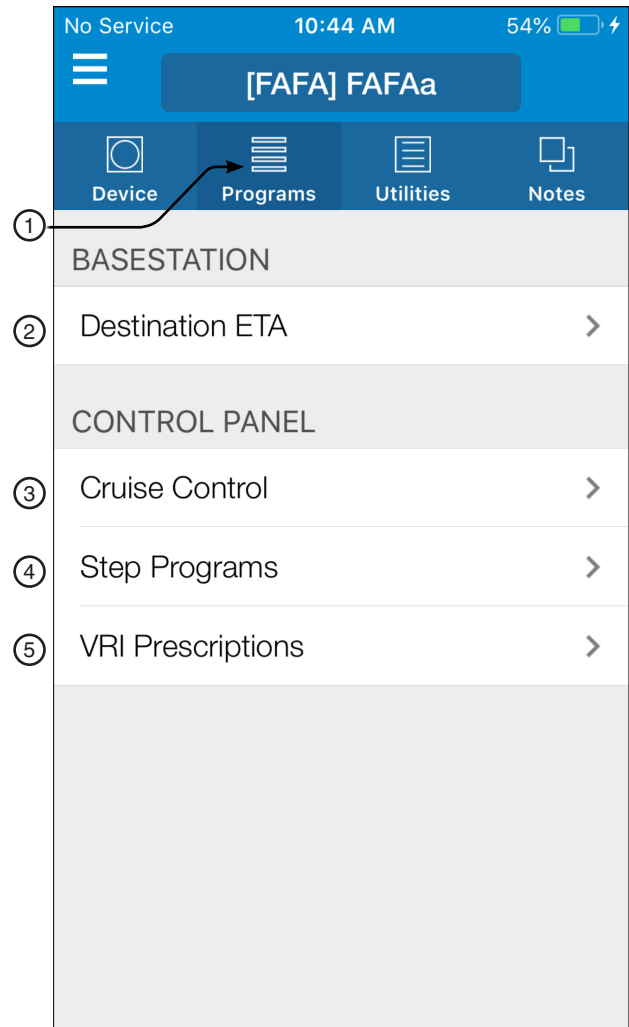 No Service 10:44 AM 54%
[FAFA] FAFAa
Device Programs Utilities Notes
1
BASESTATION
2 Destination ETA
CONTROL PANEL
3 Cruise Control
4 Step Programs
5 VRI Prescriptions